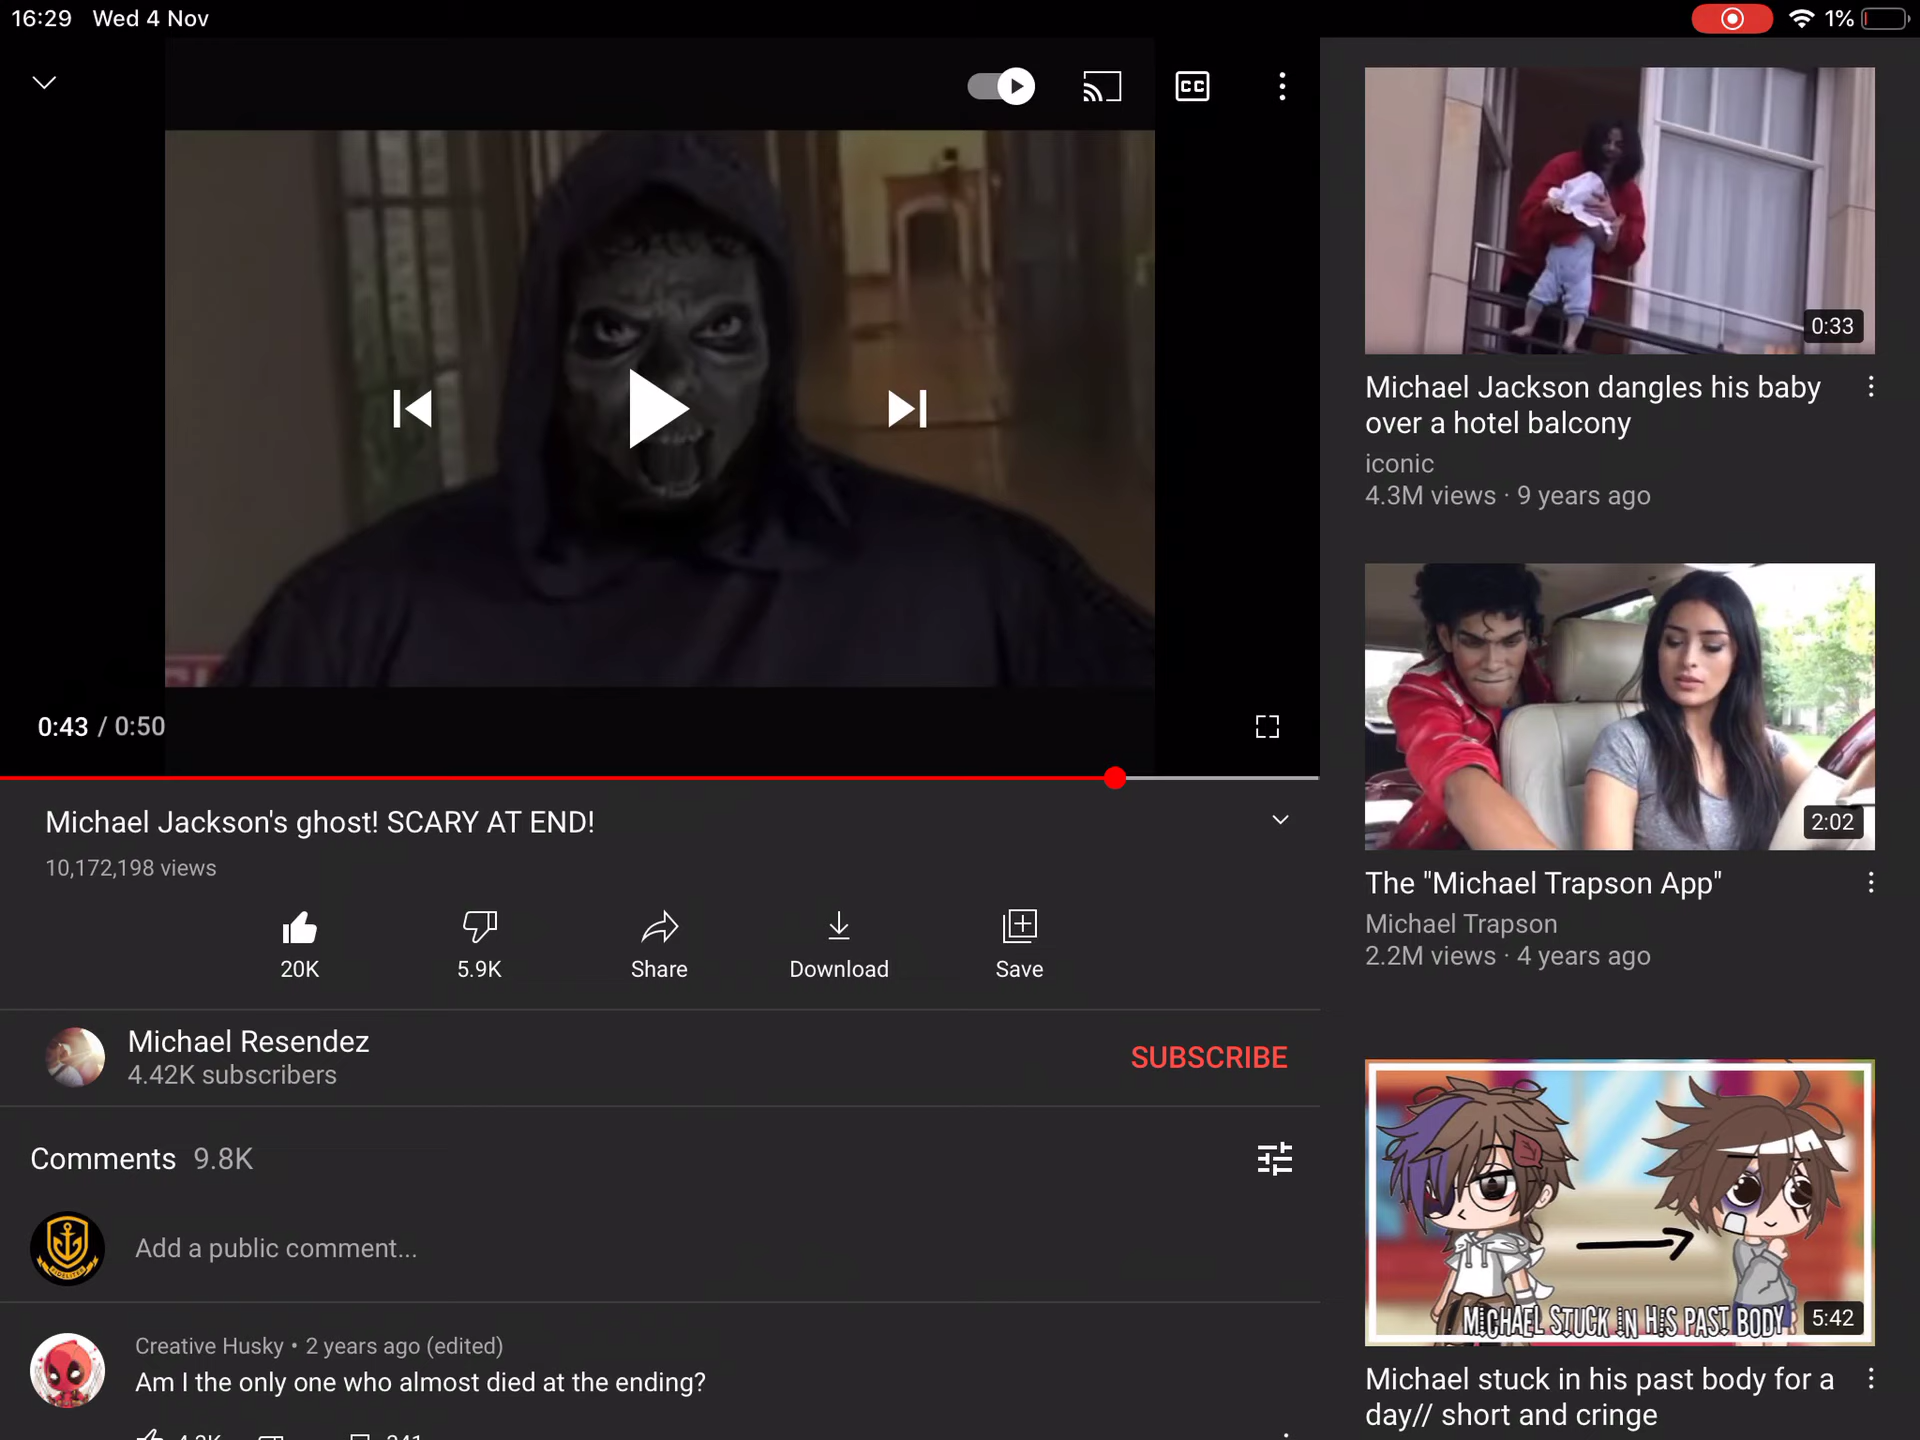 16:29 Wed 4 Nov
1%
CC
0:43 / 0:50
Michael Jackson's ghost! SCARY AT END!
10,172,198 views
20K
5.9K
Share
Download
Save
Michael Resendez
4.42K subscribers
SUBSCRIBE
Comments 9.8K
FIDELITER
Add a public comment...
Creative Husky • 2 years ago (edited)
Am I the only one who almost died at the ending?
0:33
Michael Jackson dangles his baby
over a hotel balcony
iconic
4.3M views · 9 years ago
2:02
The "Michael Trapson App"
Michael Trapson
2.2M views · 4 years ago
MICHAEL STUCK IN HIS PAST BODY
5:42
Michael stuck in his past body for a
day// short and cringe